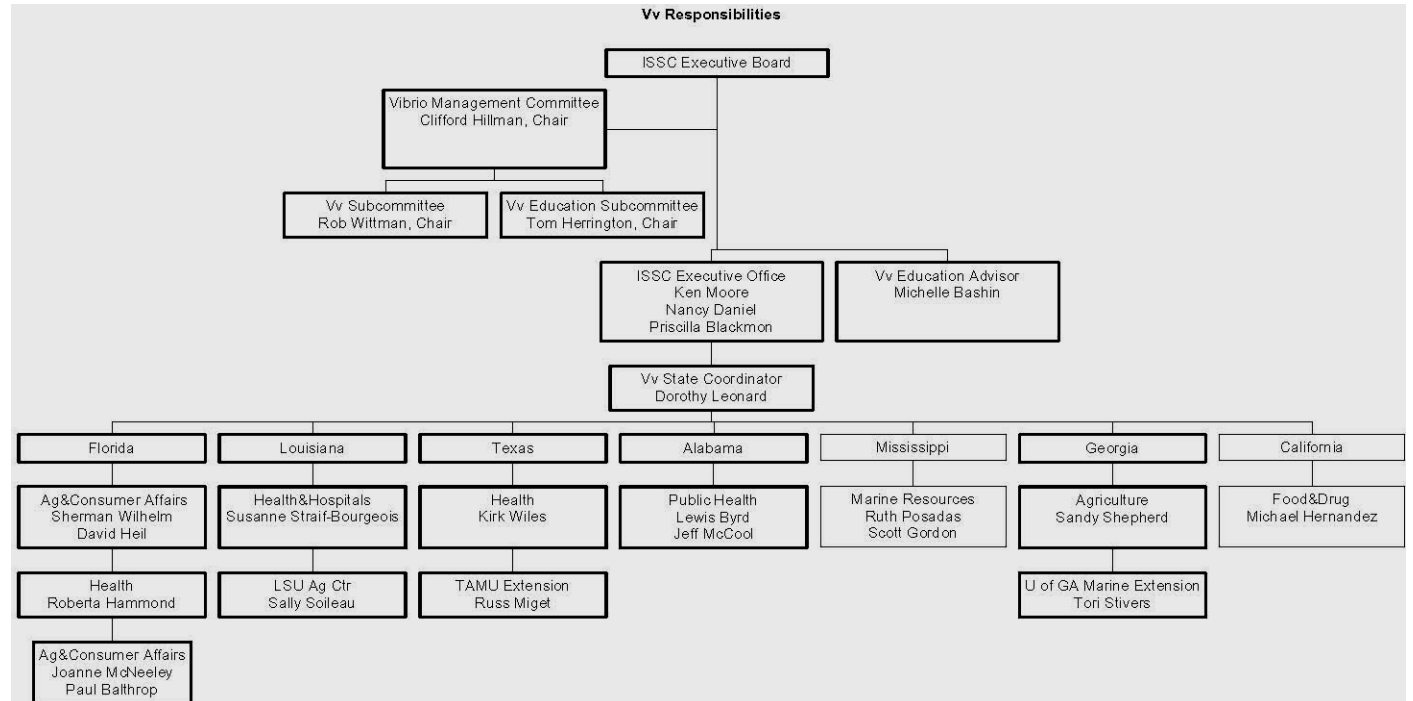 Vv Responsibilities
ISSC Executive Board
Vibrio Management Committee
Clifford Hillman, Chair
Vv Subcommittee
Rob Wittman, Chair
Vv Education Subcommittee
Tom Herrington, Chair
ISSC Executive Office
Ken Moore
Nancy Daniel
Priscilla Blackmon
Vv Education Advisor
Michelle Bashin
Vv State Coordinator
Dorothy Leonard
Florida
Louisiana
Texas
Alabama
Mississippi
Georgia
California
Ag&Consumer Affairs
Sherman Wilhelm
David Heil
Health&Hospitals
Susanne Straif-Bourgeois
Health
Kirk Wiles
Public Health
Lewis Byrd
Jeff McCool
Marine Resources
Ruth Posadas
Scott Gordon
Agriculture
Sandy Shepherd
Food&Drug
Michael Hernandez
Health
Roberta Hammond
LSU Ag Ctr
Sally Soileau
TAMU Extension
Russ Miget
U of GA Marine Extension
Tori Stivers
Ag&Consumer Affairs
Joanne McNeeley
Paul Balthrop